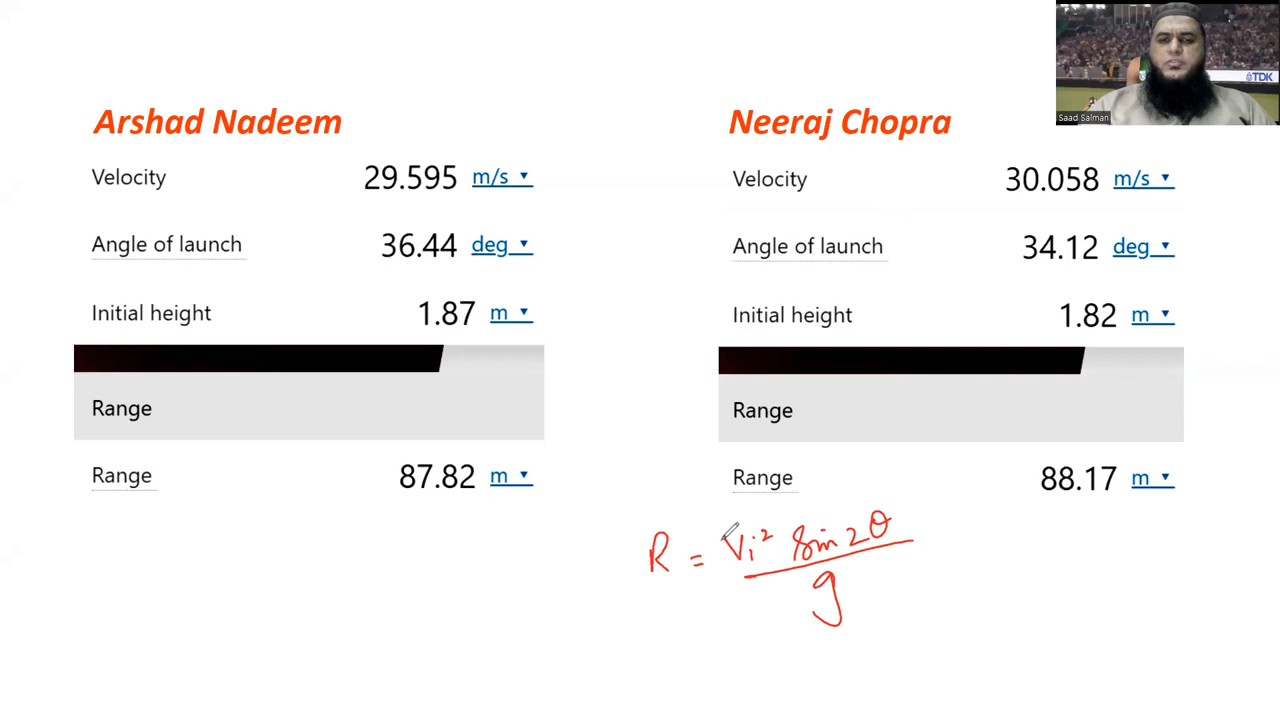 TDK
Saad Salman
Arshad Nadeem
Velocity 29.595 m/s
Angle of launch 36.44 deg
Initial height 1.87 m
Range
Range 87.82 m
Neeraj Chopra
Velocity 30.058 m/s
Angle of launch 34.12 deg
Initial height 1.82 m
Range
Range 88.17 m
R = Vi² Sin 2θ / g